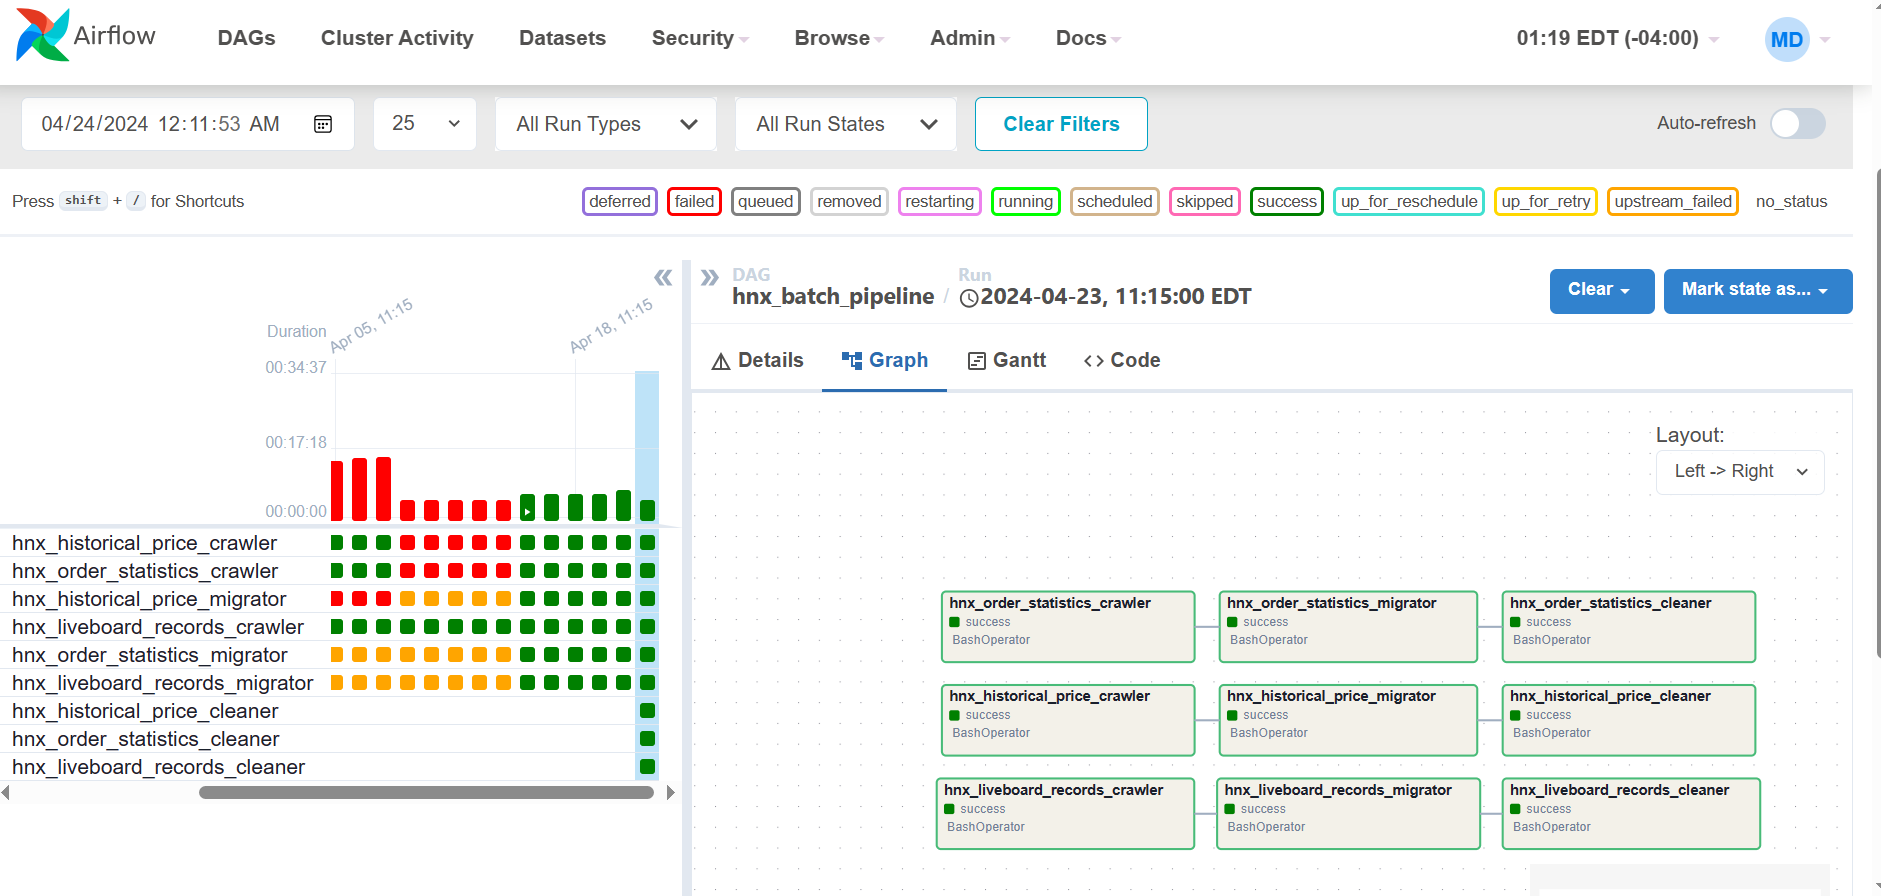 Airflow
DAGs Cluster Activity Datasets Security Browse Admin Docs 01:19 EDT (-04:00) MD
04/24/2024 12:11:53 AM 25 All Run Types All Run States Clear Filters Auto-refresh
Press shift + / for Shortcuts
deferred failed queued removed restarting running scheduled skipped success up_for_reschedule up_for_retry upstream_failed no_status
DAG
hnx_batch_pipeline / Run
2024-04-23, 11:15:00 EDT
Clear Mark state as...
Details Graph Gantt <> Code
Duration
Apr 05, 11:15
Apr 18, 11:15
00:34:37
00:17:18
00:00:00
hnx_historical_price_crawler
hnx_order_statistics_crawler
hnx_historical_price_migrator
hnx_liveboard_records_crawler
hnx_order_statistics_migrator
hnx_liveboard_records_migrator
hnx_historical_price_cleaner
hnx_order_statistics_cleaner
hnx_liveboard_records_cleaner
Layout:
Left -> Right
hnx_order_statistics_crawler
success
BashOperator
hnx_order_statistics_migrator
success
BashOperator
hnx_order_statistics_cleaner
success
BashOperator
hnx_historical_price_crawler
success
BashOperator
hnx_historical_price_migrator
success
BashOperator
hnx_historical_price_cleaner
success
BashOperator
hnx_liveboard_records_crawler
success
BashOperator
hnx_liveboard_records_migrator
success
BashOperator
hnx_liveboard_records_cleaner
success
BashOperator